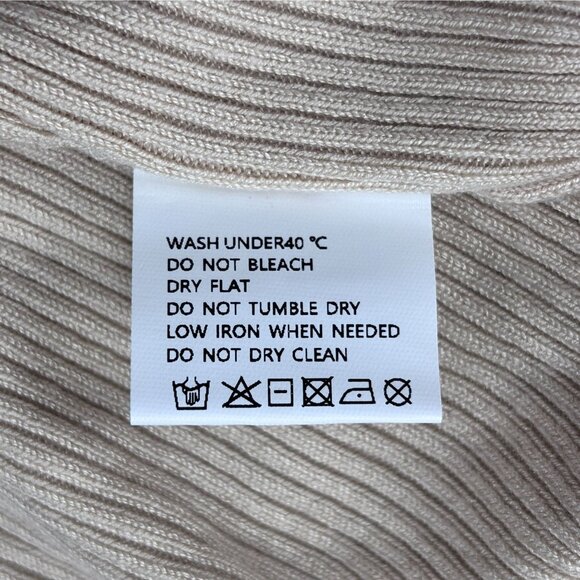 WASH UNDER40 °C
DO NOT BLEACH
DRY FLAT
DO NOT TUMBLE DRY
LOW IRON WHEN NEEDED
DO NOT DRY CLEAN